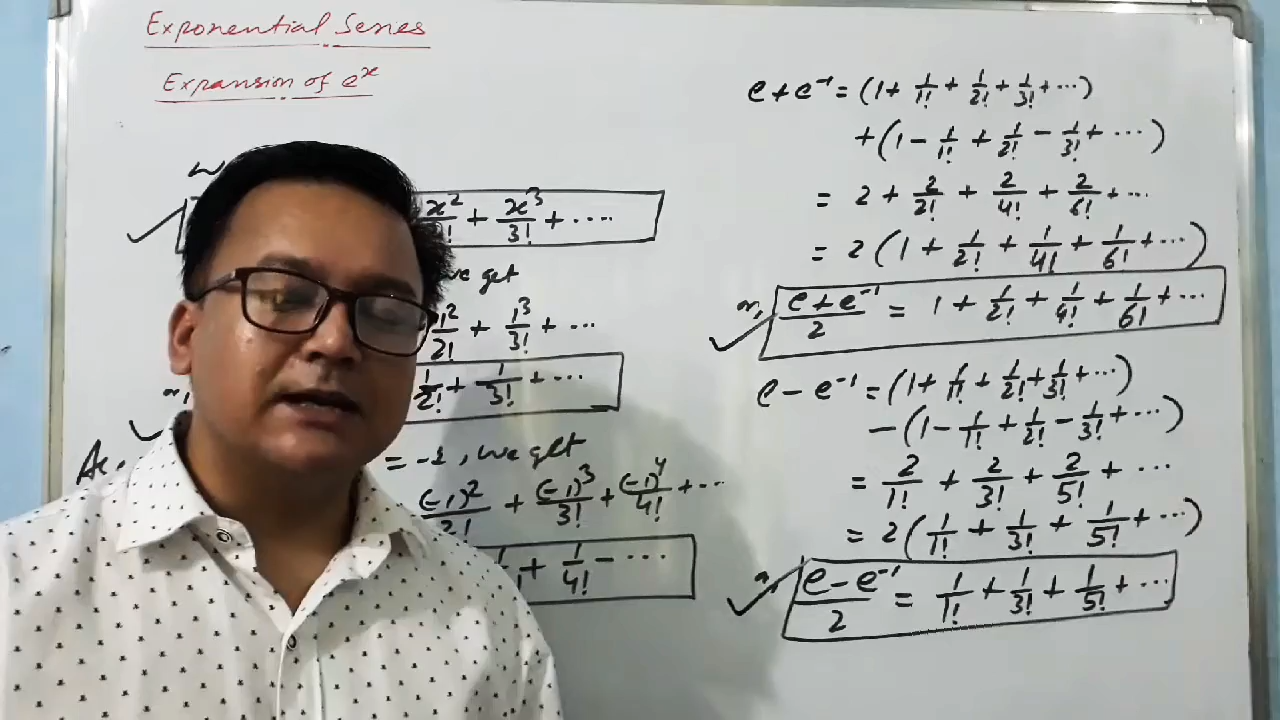 Exponential Series
Expansion of eˣ
x²/2! + x³/3! + ....
we get
1²/2! + 1³/3! + ...
1/2! + 1/3! + ...
= -1, we get
(-1)²/2! + (-1)³/3! + (-1)⁴/4! + ...
+ 1/4! - ...
e + e⁻¹ = (1 + 1/1! + 1/2! + 1/3! + ...)
+ (1 - 1/1! + 1/2! - 1/3! + ...)
= 2 + 2/2! + 2/4! + 2/6! + ...
= 2 (1 + 1/2! + 1/4! + 1/6! + ...)
or, (e + e⁻¹)/2 = 1 + 1/2! + 1/4! + 1/6! + ...
e - e⁻¹ = (1 + 1/1! + 1/2! + 1/3! + ...)
- (1 - 1/1! + 1/2! - 1/3! + ...)
= 2/1! + 2/3! + 2/5! + ...
= 2 (1/1! + 1/3! + 1/5! + ...)
(e - e⁻¹)/2 = 1/1! + 1/3! + 1/5! + ...